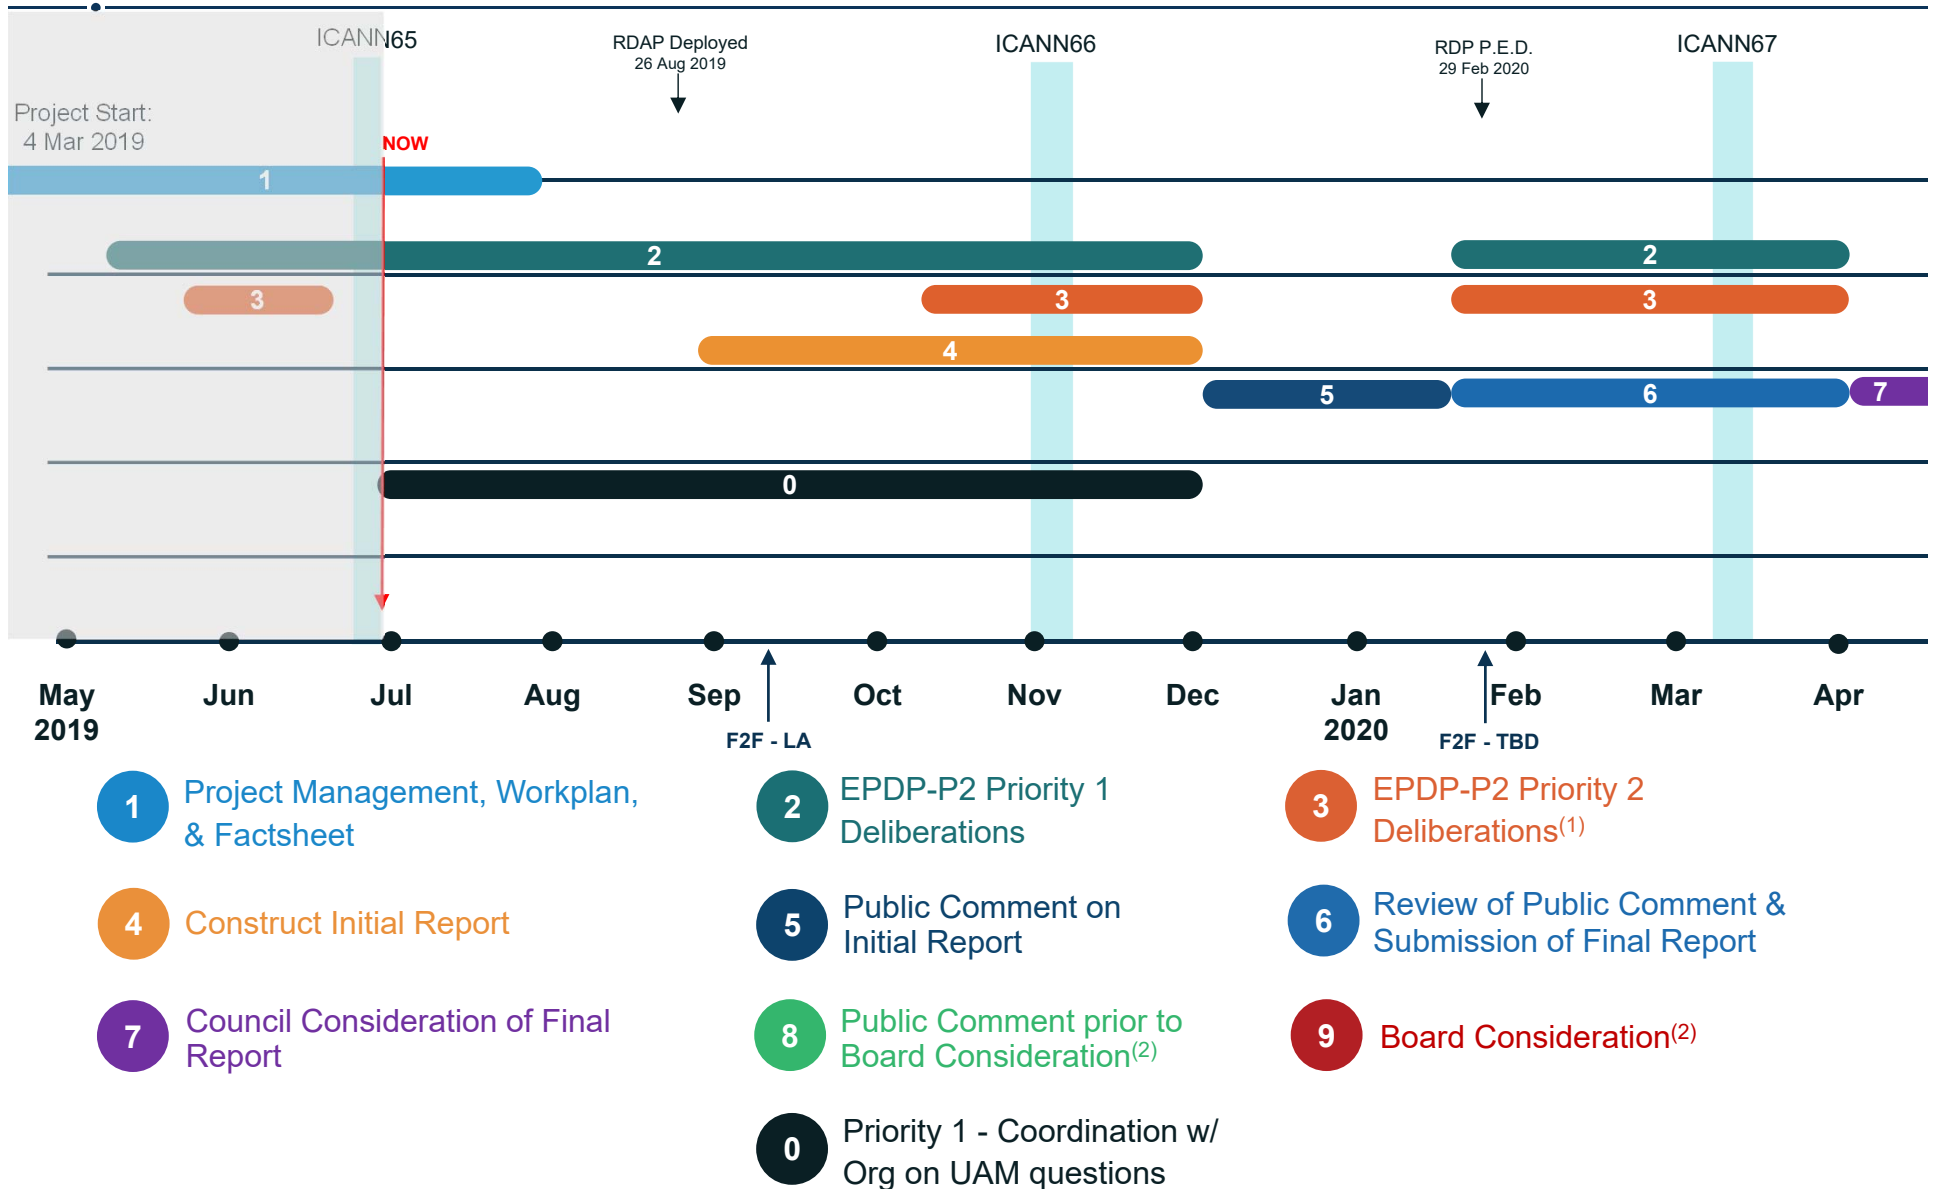 ICANN65
RDAP Deployed
26 Aug 2019
ICANN66
RDP P.E.D.
29 Feb 2020
ICANN67
Project Start:
4 Mar 2019
NOW
1
2
2
3
3
3
4
5
6
7
0
May
2019
Jun
Jul
Aug
Sep
Oct
Nov
Dec
Jan
2020
Feb
Mar
Apr
F2F - LA
F2F - TBD
1
Project Management, Workplan,
& Factsheet
2
EPDP-P2 Priority 1
Deliberations
3
EPDP-P2 Priority 2
Deliberations(1)
4
Construct Initial Report
5
Public Comment on
Initial Report
6
Review of Public Comment &
Submission of Final Report
7
Council Consideration of Final
Report
8
Public Comment prior to
Board Consideration(2)
9
Board Consideration(2)
0
Priority 1 - Coordination w/
Org on UAM questions